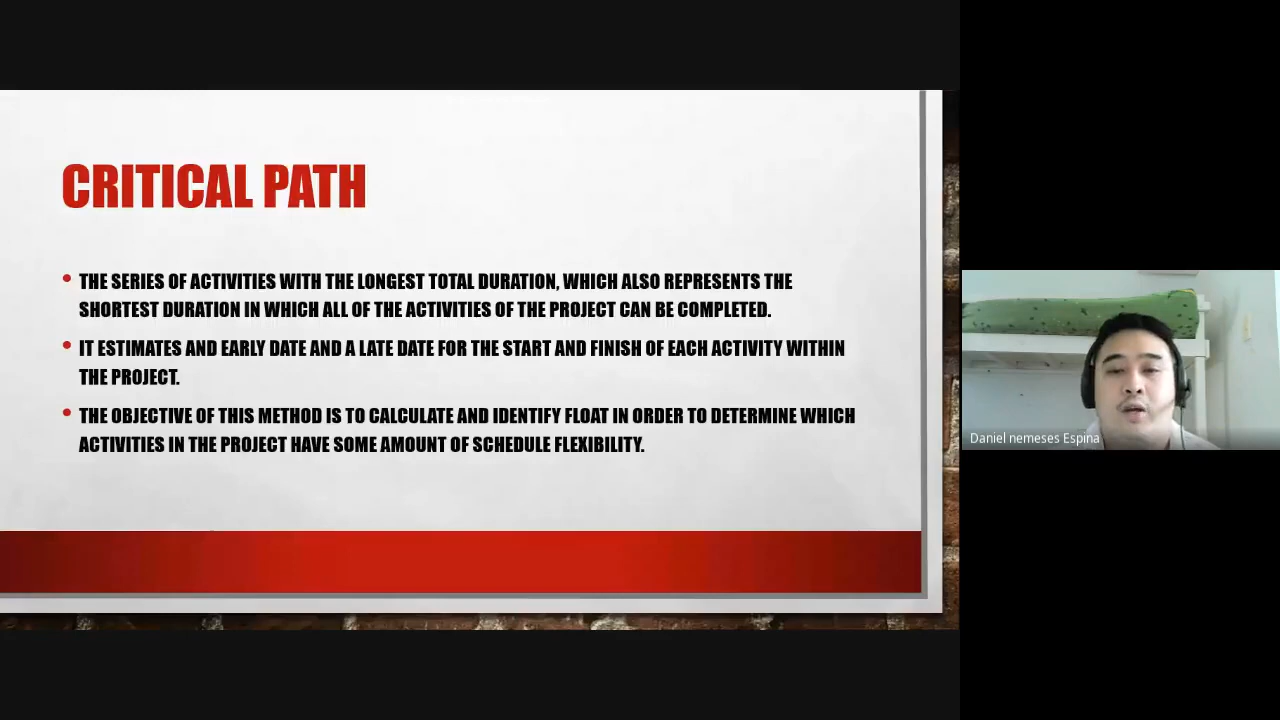 CRITICAL PATH
THE SERIES OF ACTIVITIES WITH THE LONGEST TOTAL DURATION, WHICH ALSO REPRESENTS THE
SHORTEST DURATION IN WHICH ALL OF THE ACTIVITIES OF THE PROJECT CAN BE COMPLETED.
IT ESTIMATES AND EARLY DATE AND A LATE DATE FOR THE START AND FINISH OF EACH ACTIVITY WITHIN
THE PROJECT.
THE OBJECTIVE OF THIS METHOD IS TO CALCULATE AND IDENTIFY FLOAT IN ORDER TO DETERMINE WHICH
ACTIVITIES IN THE PROJECT HAVE SOME AMOUNT OF SCHEDULE FLEXIBILITY.
Daniel nemeses Espina